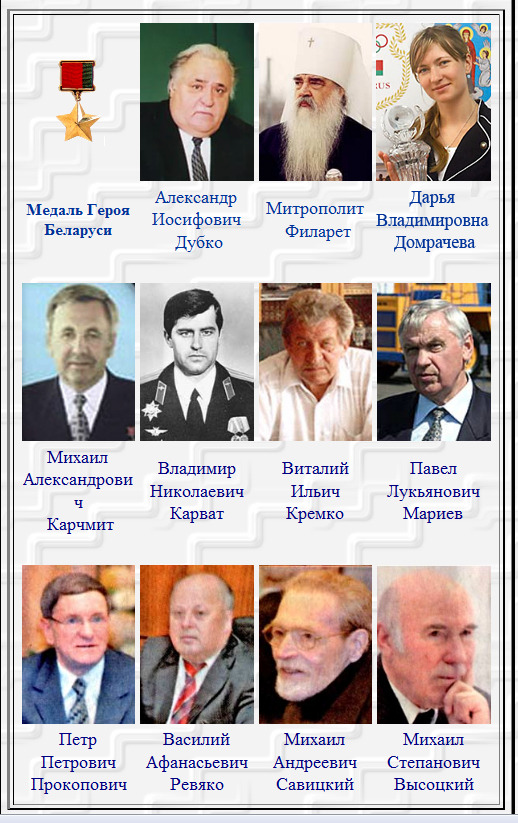 RUS
Медаль Героя
Беларуси
Александр
Иосифович
Дубко
Митрополит
Филарет
Дарья
Владимировна
Домрачева
Михаил
Александрови
ч
Карчмит
Владимир
Николаевич
Карват
Виталий
Ильич
Кремко
Павел
Лукьянович
Мариев
Петр
Петрович
Прокопович
Василий
Афанасьевич
Ревяко
Михаил
Андреевич
Савицкий
Михаил
Степанович
Высоцкий